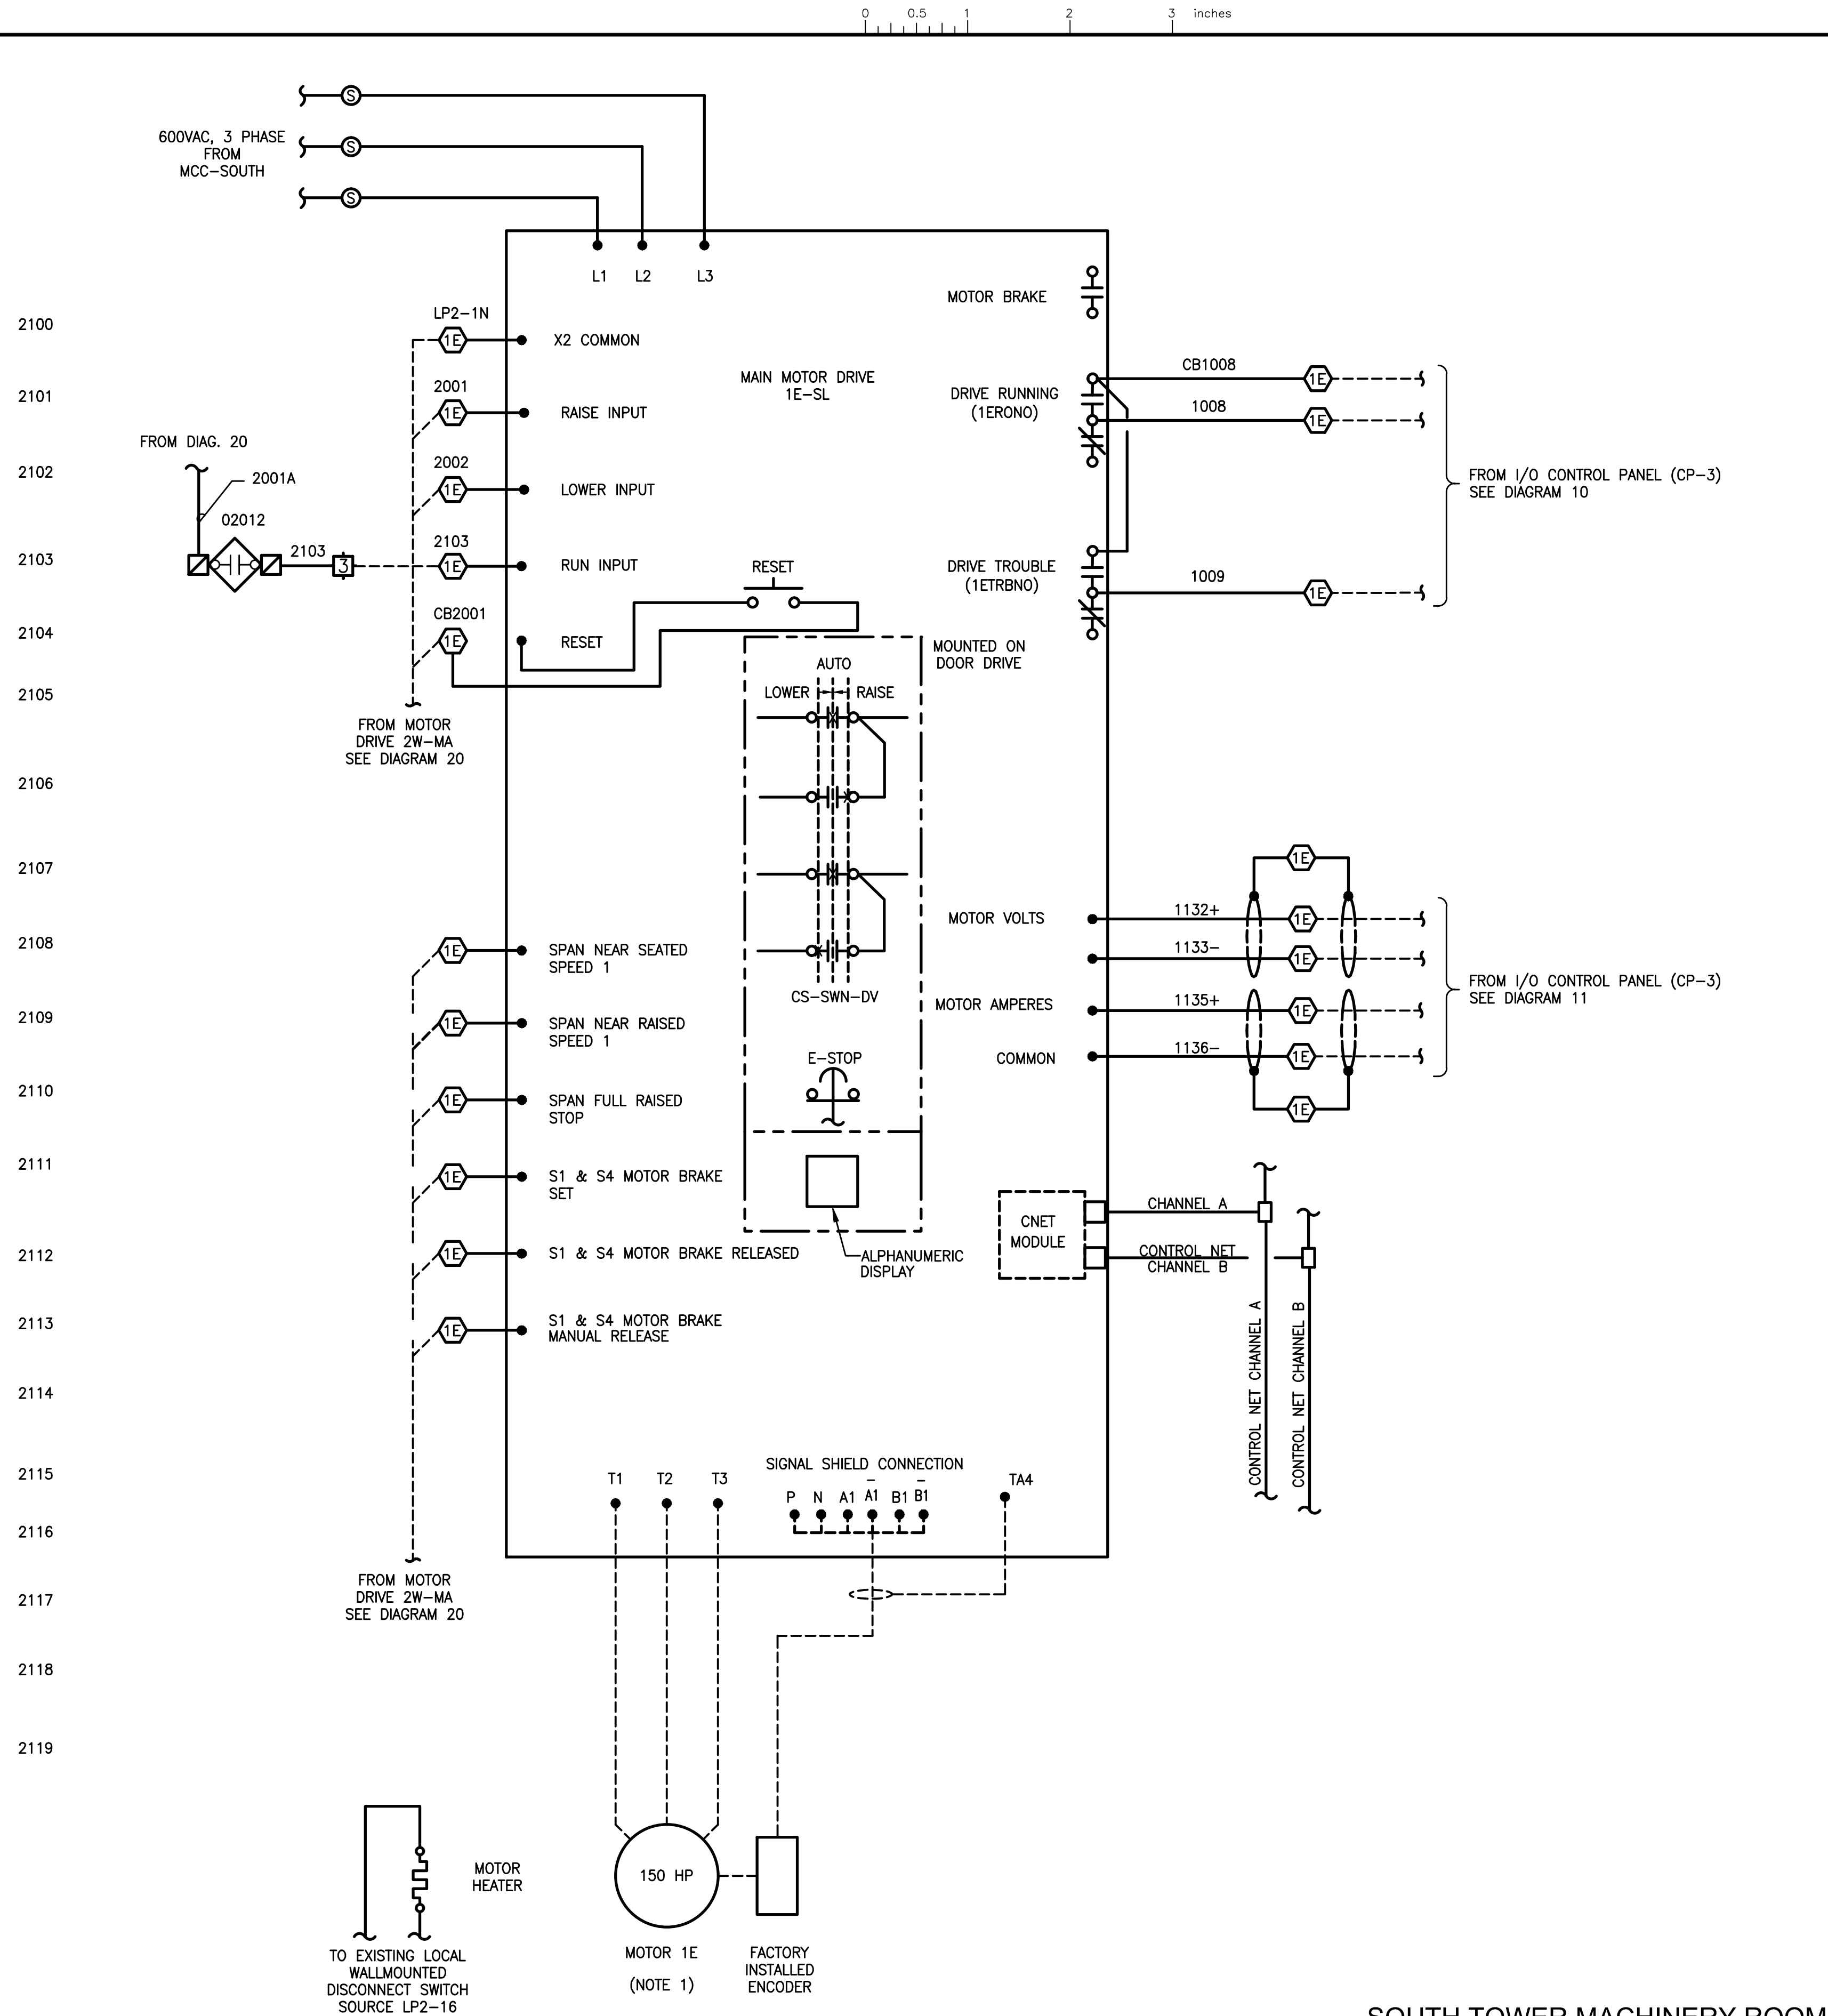 0 0.5 1 2 3 inches
S
600VAC, 3 PHASE
FROM
MCC-SOUTH
S
S
L1 L2 L3
MOTOR BRAKE
2100
LP2-1N
1E
X2 COMMON
MAIN MOTOR DRIVE
1E-SL
CB1008
1E
2101
2001
1E
RAISE INPUT
DRIVE RUNNING
(1ERONO)
1008
1E
FROM DIAG. 20
2102
2001A
2002
1E
LOWER INPUT
FROM I/O CONTROL PANEL (CP-3)
SEE DIAGRAM 10
02012
2103
2103
3
2103
1E
RUN INPUT
RESET
DRIVE TROUBLE
(1ETRBNO)
1009
1E
2104
CB2001
1E
RESET
MOUNTED ON
DOOR DRIVE
AUTO
2105
LOWER RAISE
FROM MOTOR
DRIVE 2W-MA
SEE DIAGRAM 20
2106
2107
1E
MOTOR VOLTS
1132+
1E
2108
1E
SPAN NEAR SEATED
SPEED 1
1133-
1E
FROM I/O CONTROL PANEL (CP-3)
SEE DIAGRAM 11
CS-SWN-DV
MOTOR AMPERES
1135+
1E
2109
1E
SPAN NEAR RAISED
SPEED 1
E-STOP
COMMON
1136-
1E
2110
1E
SPAN FULL RAISED
STOP
1E
2111
1E
S1 & S4 MOTOR BRAKE
SET
CNET
MODULE
CHANNEL A
2112
1E
S1 & S4 MOTOR BRAKE RELEASED
ALPHANUMERIC
DISPLAY
CONTROL NET
CHANNEL B
2113
1E
S1 & S4 MOTOR BRAKE
MANUAL RELEASE
CONTROL NET CHANNEL A
CONTROL NET CHANNEL B
2114
2115
T1 T2 T3
SIGNAL SHIELD CONNECTION
P N A1 A̅1 B1 B̅1
TA4
2116
FROM MOTOR
DRIVE 2W-MA
SEE DIAGRAM 20
2117
2118
2119
MOTOR
HEATER
150 HP
TO EXISTING LOCAL
WALLMOUNTED
DISCONNECT SWITCH
SOURCE LP2-16
MOTOR 1E
(NOTE 1)
FACTORY
INSTALLED
ENCODER
SOUTH TOWER MACHINERY ROOM